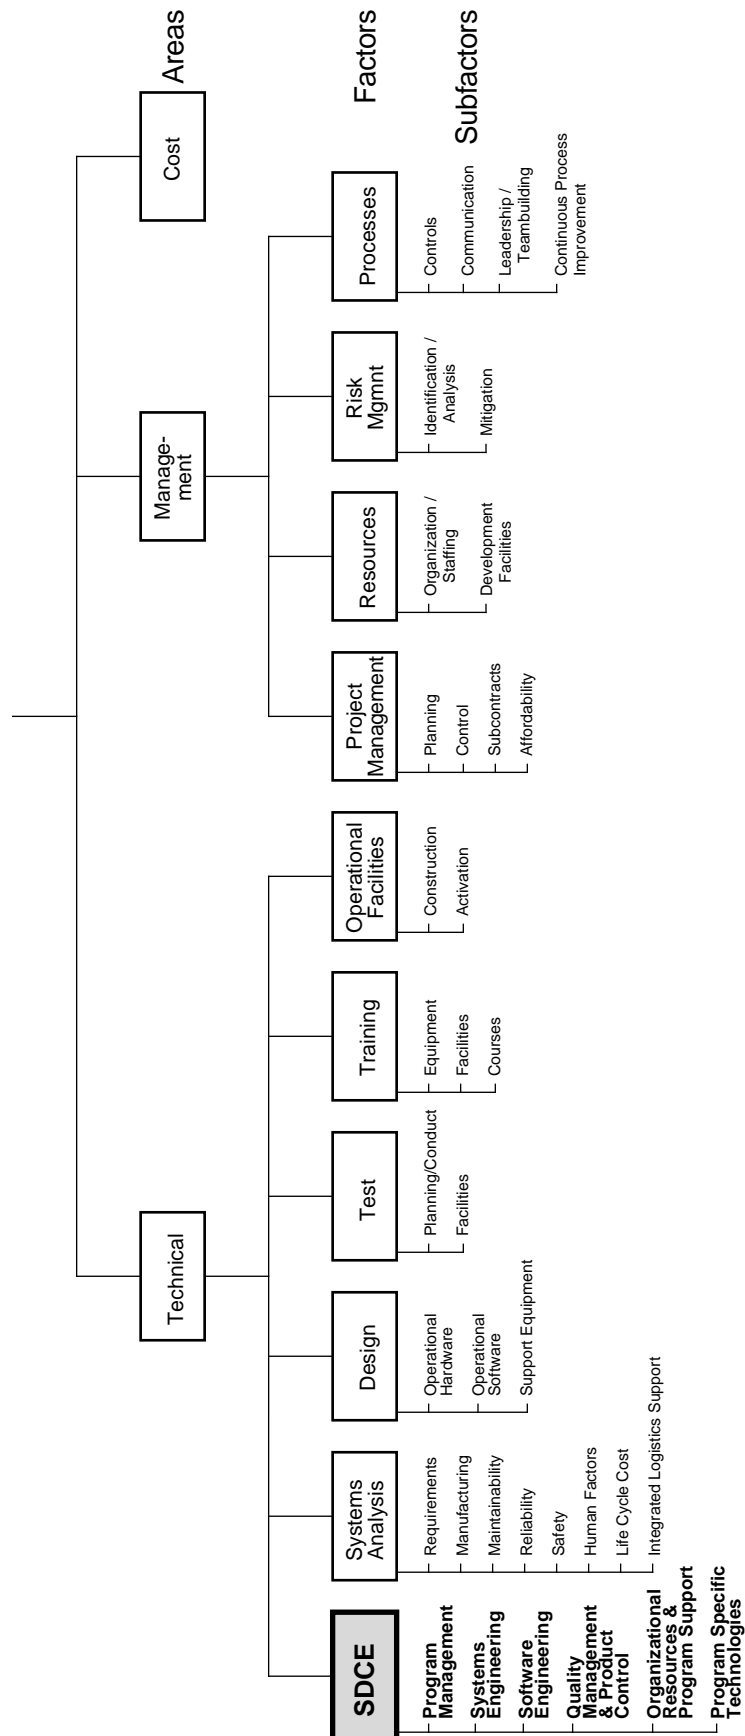 Areas
Technical
Manage-
ment
Cost
Factors
SDCE
Systems
Analysis
Design
Test
Training
Operational
Facilities
Project
Management
Resources
Risk
Mgmnt
Processes
Subfactors
Program
Management
Systems
Engineering
Software
Engineering
Quality
Management
& Product
Control
Organizational
Resources &
Program Support
Program Specific
Technologies
Requirements
Manufacturing
Maintainability
Reliability
Safety
Human Factors
Life Cycle Cost
Integrated Logistics Support
Operational
Hardware
Operational
Software
Support Equipment
Planning/Conduct
Facilities
Equipment
Facilities
Courses
Construction
Activation
Planning
Control
Subcontracts
Affordability
Organization /
Staffing
Development
Facilities
Identification /
Analysis
Mitigation
Controls
Communication
Leadership /
Teambuilding
Continuous Process
Improvement